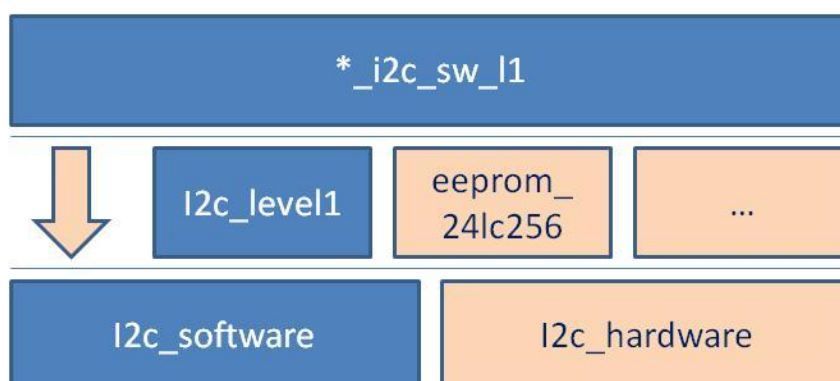 *_i2c_sw_l1
I2c_level1
eeprom_
24lc256
...
I2c_software
I2c_hardware